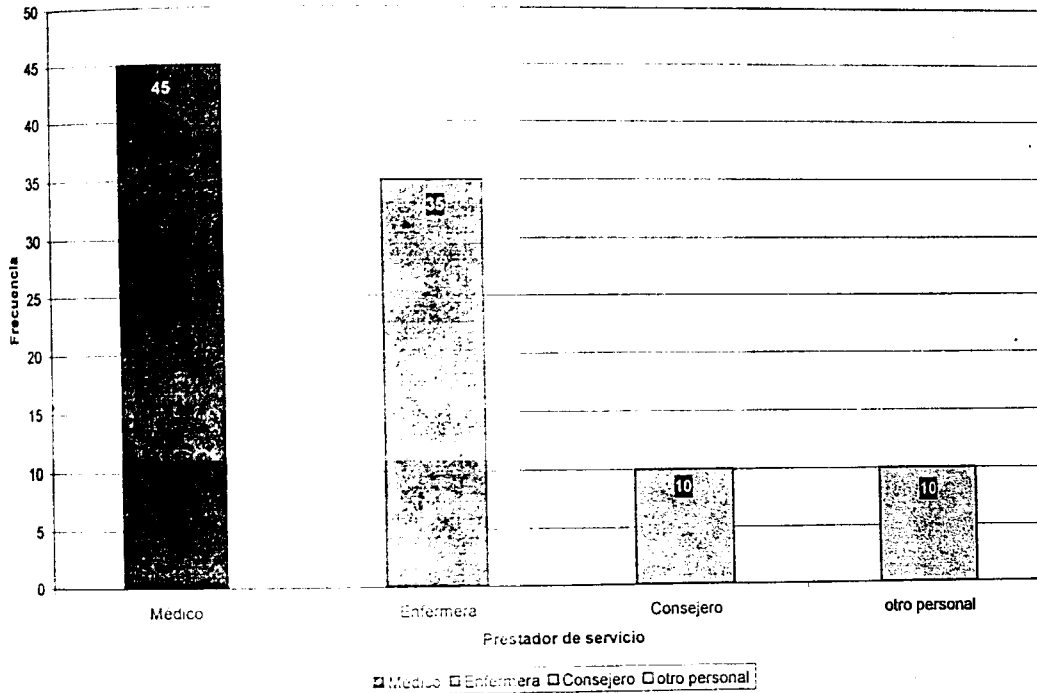 50
45
40
35
30
25
20
15
10
5
0
Frecuencia
45
35
10
10
Medico
Enfermera
Consejero
otro personal
Prestador de servicio
Medico Enfermera Consejero otro personal